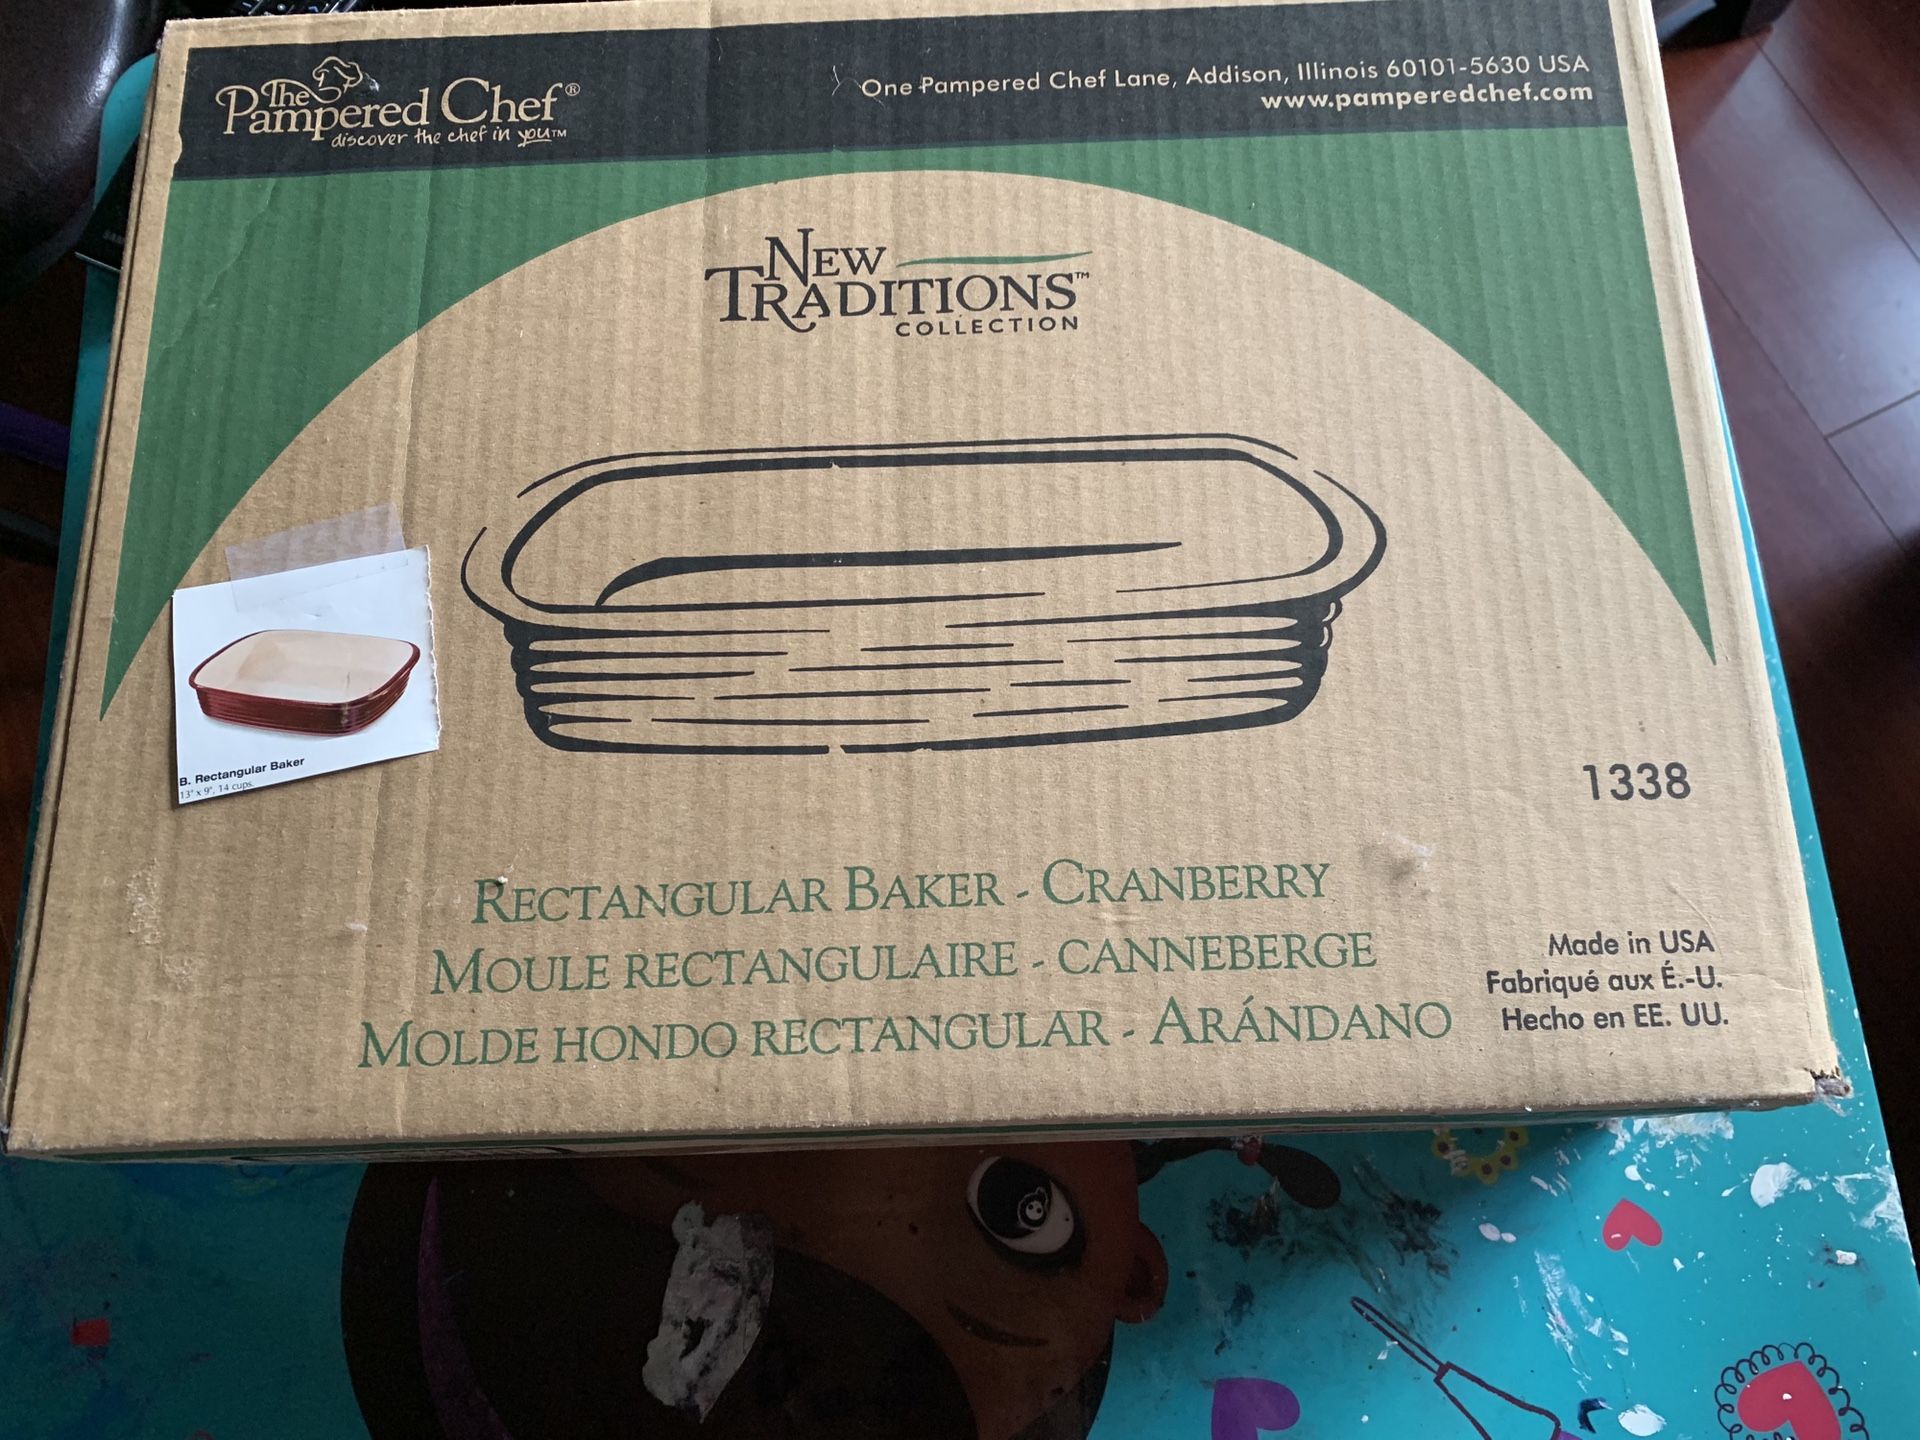 The
Pampered Chef®
discover the chef in you™
One Pampered Chef Lane, Addison, Illinois 60101-5630 USA
www.pamperedchef.com
NEW
TRADITIONS™
COLLECTION
B. Rectangular Baker
13" x 9", 14 cups.
1338
RECTANGULAR BAKER - CRANBERRY
MOULE RECTANGULAIRE - CANNEBERGE
MOLDE HONDO RECTANGULAR - ARÁNDANO
Made in USA
Fabriqué aux É.-U.
Hecho en EE. UU.